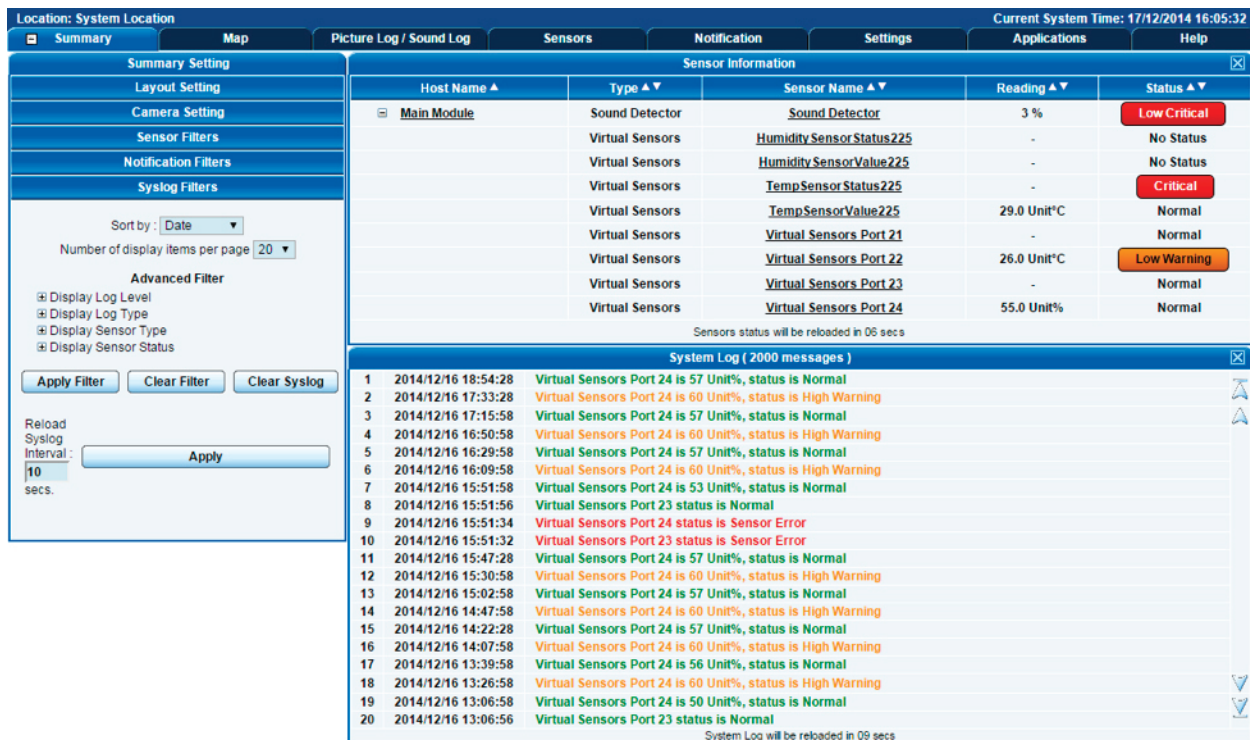 Location: System Location Current System Time: 17/12/2014 16:05:32
Summary Map Picture Log / Sound Log Sensors Notification Settings Applications Help
Summary Setting
Layout Setting
Camera Setting
Sensor Filters
Notification Filters
Syslog Filters
Sort by : Date ▼
Number of display items per page 20 ▼
Advanced Filter
Display Log Level
Display Log Type
Display Sensor Type
Display Sensor Status
Apply Filter Clear Filter Clear Syslog
Reload
Syslog
Interval :
10
secs.
Apply
Sensor Information
Host Name ▲ Type ▲▼ Sensor Name ▲▼ Reading ▲▼ Status ▲▼
Main Module Sound Detector Sound Detector 3 % Low Critical
Virtual Sensors Humidity Sensor Status225 - No Status
Virtual Sensors Humidity SensorValue225 - No Status
Virtual Sensors TempSensorStatus225 - Critical
Virtual Sensors TempSensorValue225 29.0 Unit°C Normal
Virtual Sensors Virtual Sensors Port 21 - Normal
Virtual Sensors Virtual Sensors Port 22 26.0 Unit°C Low Warning
Virtual Sensors Virtual Sensors Port 23 - Normal
Virtual Sensors Virtual Sensors Port 24 55.0 Unit% Normal
Sensors status will be reloaded in 06 secs
System Log ( 2000 messages )
1 2014/12/16 18:54:28 Virtual Sensors Port 24 is 57 Unit%, status is Normal
2 2014/12/16 17:33:28 Virtual Sensors Port 24 is 60 Unit%, status is High Warning
3 2014/12/16 17:15:58 Virtual Sensors Port 24 is 57 Unit%, status is Normal
4 2014/12/16 16:50:58 Virtual Sensors Port 24 is 60 Unit%, status is High Warning
5 2014/12/16 16:29:58 Virtual Sensors Port 24 is 57 Unit%, status is Normal
6 2014/12/16 16:09:58 Virtual Sensors Port 24 is 60 Unit%, status is High Warning
7 2014/12/16 15:51:58 Virtual Sensors Port 24 is 53 Unit%, status is Normal
8 2014/12/16 15:51:56 Virtual Sensors Port 23 status is Normal
9 2014/12/16 15:51:34 Virtual Sensors Port 24 status is Sensor Error
10 2014/12/16 15:51:32 Virtual Sensors Port 23 status is Sensor Error
11 2014/12/16 15:47:28 Virtual Sensors Port 24 is 57 Unit%, status is Normal
12 2014/12/16 15:30:58 Virtual Sensors Port 24 is 60 Unit%, status is High Warning
13 2014/12/16 15:02:58 Virtual Sensors Port 24 is 57 Unit%, status is Normal
14 2014/12/16 14:47:58 Virtual Sensors Port 24 is 60 Unit%, status is High Warning
15 2014/12/16 14:22:28 Virtual Sensors Port 24 is 57 Unit%, status is Normal
16 2014/12/16 14:07:58 Virtual Sensors Port 24 is 60 Unit%, status is High Warning
17 2014/12/16 13:39:58 Virtual Sensors Port 24 is 56 Unit%, status is Normal
18 2014/12/16 13:26:58 Virtual Sensors Port 24 is 60 Unit%, status is High Warning
19 2014/12/16 13:06:58 Virtual Sensors Port 24 is 50 Unit%, status is Normal
20 2014/12/16 13:06:56 Virtual Sensors Port 23 status is Normal
System Log will be reloaded in 09 secs